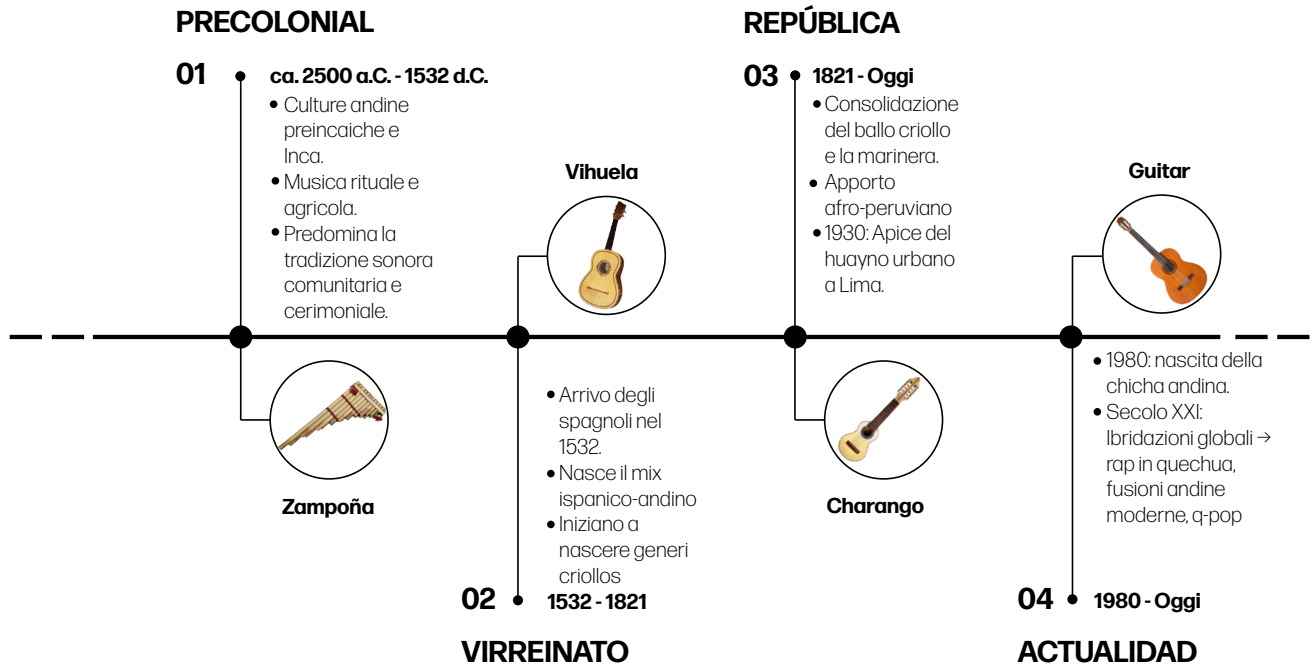 PRECOLONIAL
01
ca. 2500 a.C. - 1532 d.C.
• Culture andine
preincaiche e
Inca.
• Musica rituale e
agricola.
• Predomina la
tradizione sonora
comunitaria e
cerimoniale.
Zampoña
Vihuela
• Arrivo degli
spagnoli nel
1532.
• Nasce il mix
ispanico-andino
• Iniziano a
nascere generi
criollos
02
1532 - 1821
VIRREINATO
REPÚBLICA
03
1821 - Oggi
• Consolidazione
del ballo criollo
e la marinera.
• Apporto
afro-peruviano
• 1930: Apice del
huayno urbano
a Lima.
Charango
Guitar
• 1980: nascita della
chicha andina.
• Secolo XXI:
Ibridazioni globali →
rap in quechua,
fusioni andine
moderne, q-pop
04
1980 - Oggi
ACTUALIDAD